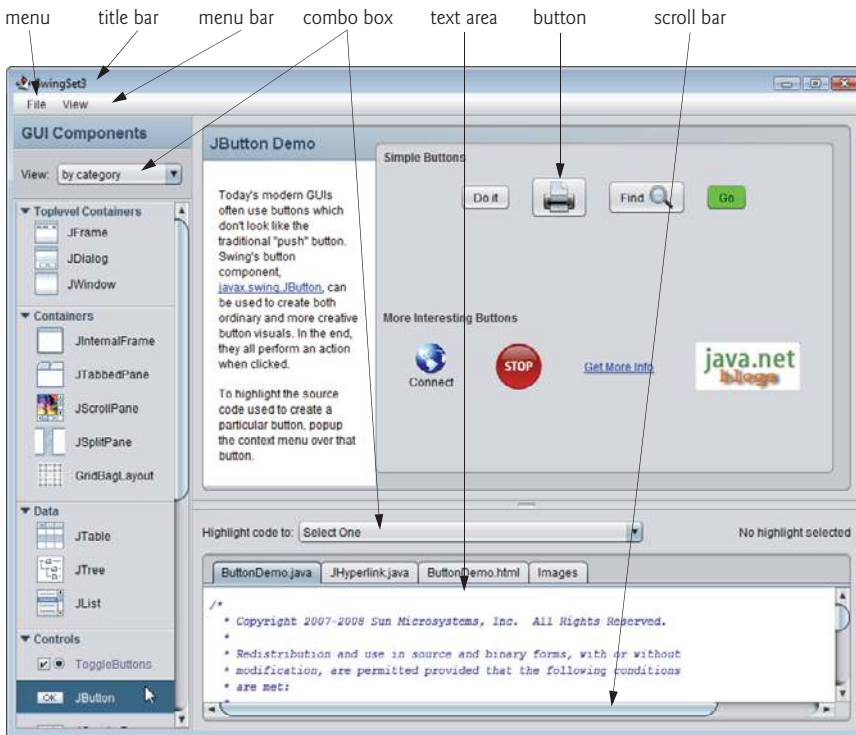 menu title bar menu bar combo box text area button scroll bar
SwingSet3
File View
GUI Components
View: by category
Toplevel Containers
JFrame
JDialog
JWindow
Containers
JInternalFrame
JTabbedPane
JScrollPane
JSplitPane
GridBagLayout
Data
JTable
JTree
JList
Controls
ToggleButtons
OK JButton
JButton Demo
Today's modern GUIs
often use buttons which
don't look like the
traditional "push" button.
Swing's button
component,
javax.swing.JButton, can
be used to create both
ordinary and more creative
button visuals. In the end,
they all perform an action
when clicked.
To highlight the source
code used to create a
particular button, popup
the context menu over that
button.
Simple Buttons
Do it Find Go
More Interesting Buttons
Connect
STOP
Get More Info
java.net
blogs
Highlight code to: Select One No highlight selected
ButtonDemo.java JHyperlink.java ButtonDemo.html Images
/*
* Copyright 2007-2008 Sun Microsystems, Inc. All Rights Reserved.
*
* Redistribution and use in source and binary forms, with or without
* modification, are permitted provided that the following conditions
* are met:
*